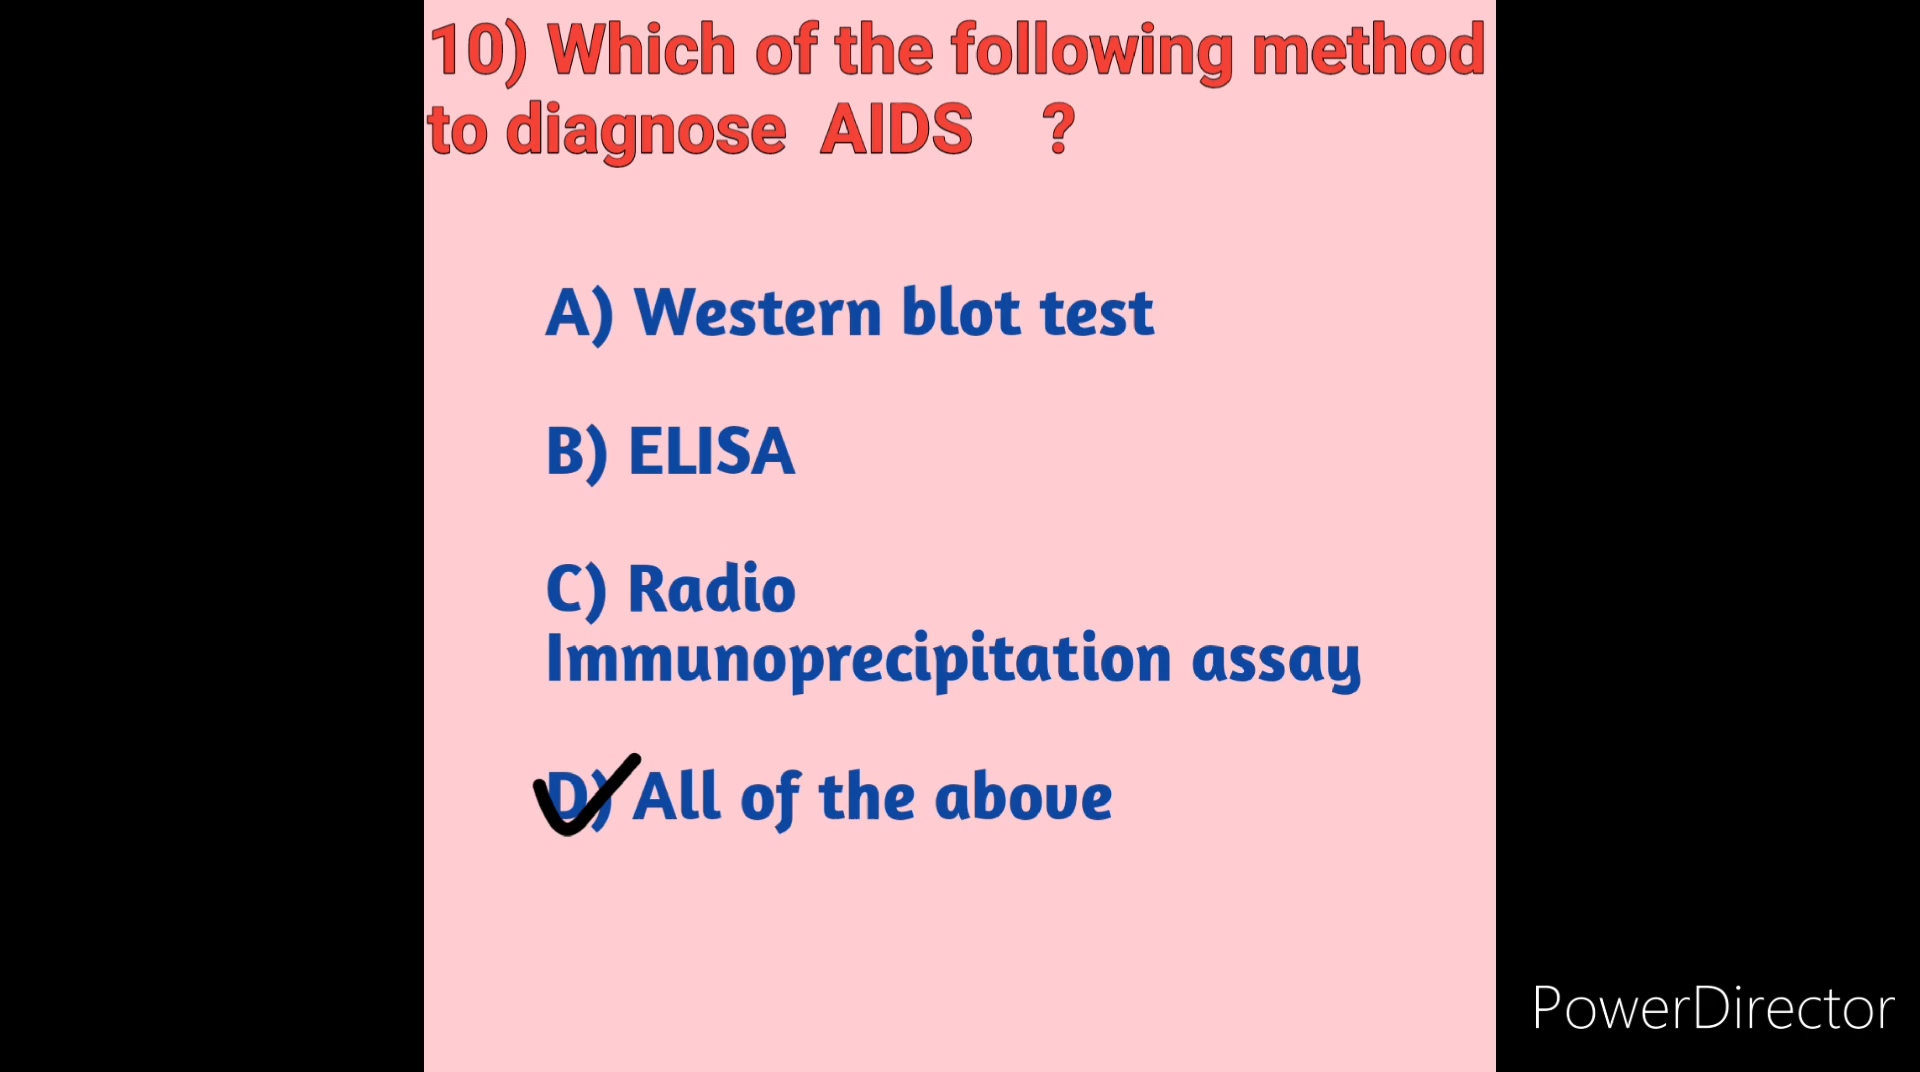 10) Which of the following method
to diagnose AIDS ?
A) Western blot test
B) ELISA
C) Radio
Immunoprecipitation assay
D) All of the above
PowerDirector